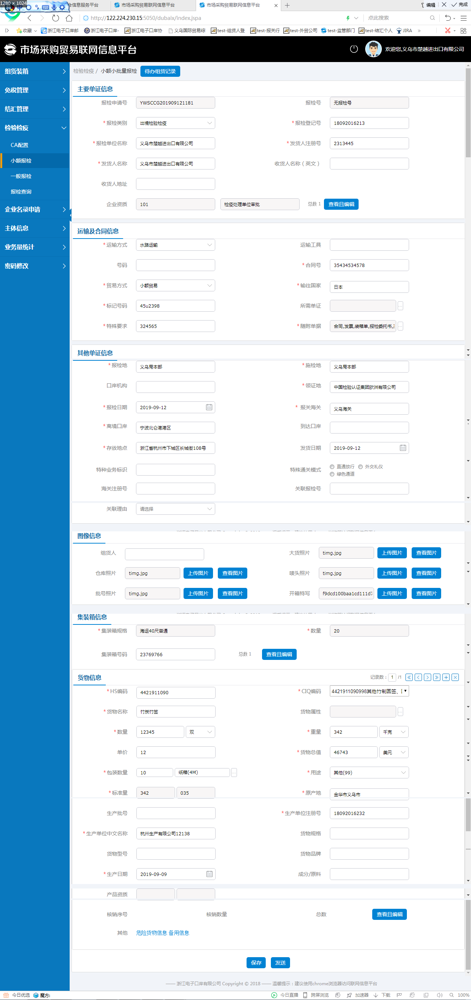 1280 × 1024
合信息服务平台
市场采购贸易联网信息平台
市场采购贸易联网信息平台
编辑
完成
http://122.224.230.15:5050/dubaix/index.jspa
点此搜索
收藏 浙江电子口岸邮 浙江电子口岸- 浙江电子口岸协 义乌国际贸易综 test-组货人登 test-报关行 test-外贸公司 test-监管部门 test-结汇个人 JIRA »
市场采购贸易联网信息平台
欢迎您,义乌市楚越进出口有限公司
组货装箱
免税管理
结汇管理
检验检疫
CA配置
小额报检
一般报检
报检查询
企业名录申请
主体信息
业务量统计
密码修改
检验检疫 / 小额小批量报检 待办组货记录
主要单证信息
报检申请号 YWSCCG201909121181 报检号 无报检号
*报检类别 出境检验检疫 *报检登记号 18092016213
*报检单位名称 义乌市楚越进出口有限公司 *发货人注册号 2313445
*发货人名称 义乌市楚越进出口有限公司 收货人名称（英文）
收货人地址
企业资质 101 检疫处理单位审批 总数 1 查看且编辑
运输及合同信息
*运输方式 水路运输 运输工具
号码 *合同号 35434534578
*贸易方式 小额贸易 *输往国家 日本
*标记号码 45u2398 所需单证 ...
*特殊要求 324565 *随附单据 合同,发票,装箱单,报检委托书, ...
其他单证信息
*报检地 义乌局本部 *施检地 义乌局本部
口岸机构 *领证地 中国检验认证集团欧洲有限公司
*报检日期 2019-09-12 * 报关海关 义乌海关
*离境口岸 宁波北仑港港区 到达口岸
*存放地点 浙江省杭州市下城区长城街108号 发货日期 2019-09-12
特种业务标识 特殊通关模式 直通放行 外交礼仪
绿色通道
海关注册号 关联报检号
关联理由 请选择
图像信息
组货人 大货照片 timg.jpg 上传图片 查看图片
仓库照片 timg.jpg 上传图片 查看图片 唛头照片 timg.jpg 上传图片 查看图片
批号照片 timg.jpg 上传图片 查看图片 开箱特写 f9dcd100baa1cd111d7 上传图片 查看图片
集装箱信息
*集装箱规格 海运40尺普通 *数量 20
集装箱号码 23769766 总数 1 查看且编辑
货物信息 记录数： 1 /1
*HS编码 4421911090 *CIQ编码 4421911090998其他竹制圆签、
*货物名称 竹炭竹签 货物属性 ...
*数量 12345 双 *重量 342 千克
单价 12 *货物总值 46743 美元
*包装数量 10 纸箱(4M) ... *用途 其他(99)
*标准量 342 035 *原产地 金华市义乌市
生产批号 *生产单位注册号 18092016232
*生产单位中文名称 杭州生产有限公司12138 货物规格
货物型号 货物品牌
*生产日期 2019-09-09 成分/原料
产品资质
核销序号 核销数量 总数 查看且编辑
其他 危险货物信息 备用信息
保存 发送
—— 浙江电子口岸有限公司 Copyright © 2018 —— 温馨提示：建议使用chrome浏览器访问联网信息平台
今日优选 魔方: 今日直播 跨屏浏览 加速器 下载 100%